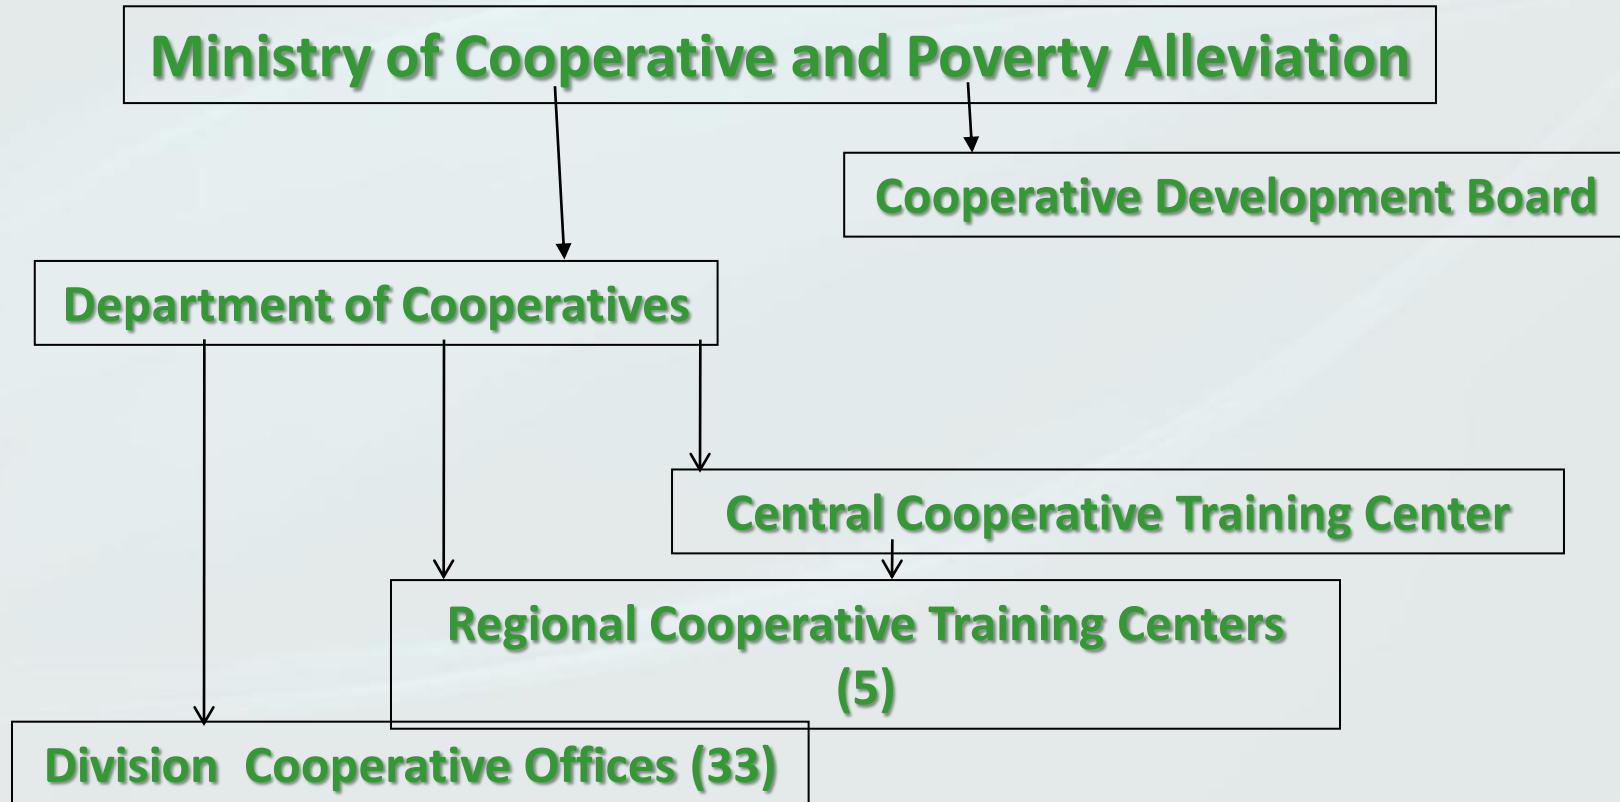 Ministry of Cooperative and Poverty Alleviation
Cooperative Development Board
Department of Cooperatives
Central Cooperative Training Center
Regional Cooperative Training Centers
(5)
Division Cooperative Offices (33)